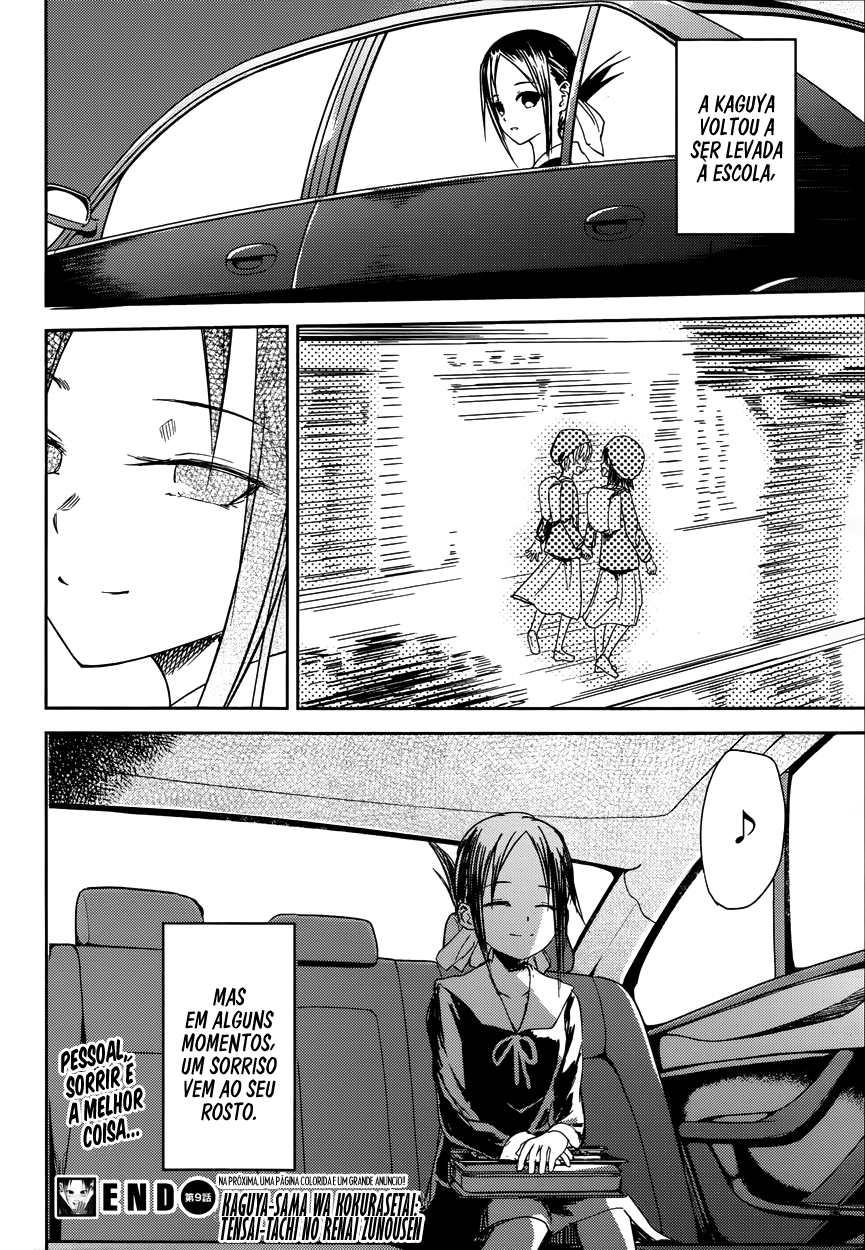 A KAGUYA
VOLTOU A
SER LEVADA
À ESCOLA,
♪
MAS
EM ALGUNS
MOMENTOS,
UM SORRISO
VEM AO SEU
ROSTO.
PESSOAL,
SORRIR É
A MELHOR
COISA...
END 第9話
NA PRÓXIMA, UMA PÁGINA COLORIDA E UM GRANDE ANUNCIO!!
KAGUYA-SAMA WA KOKURASETAI:
TENSAI-TACHI NO RENAI ZUNOUSEN